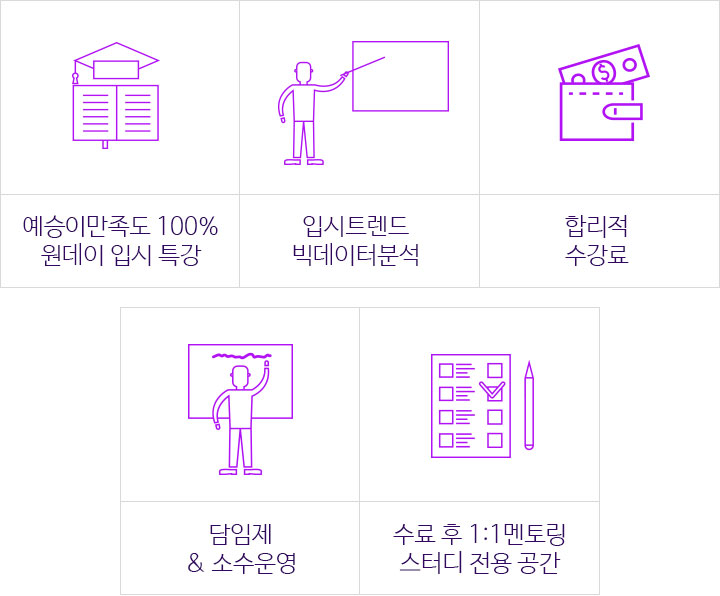 예승이만족도 100%
원데이 입시 특강
입시트렌드
빅데이터분석
합리적
수강료
담임제
& 소수운영
수료 후 1:1멘토링
스터디 전용 공간